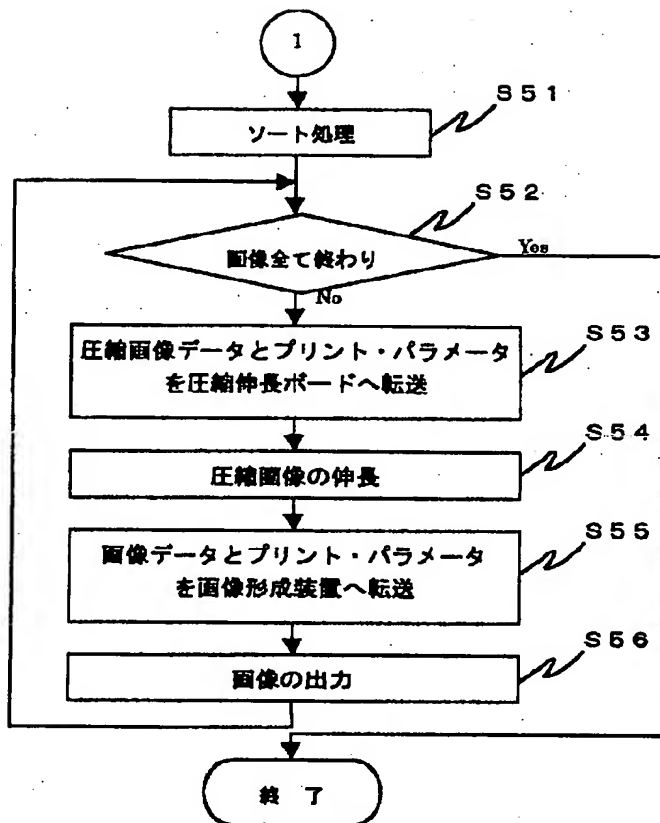 1
S51
ソート処理
S52
画像全て終わり
Yes
No
S53
圧縮画像データとプリント・パラメータ
を圧縮伸長ボードへ転送
S54
圧縮画像の伸長
S55
画像データとプリント・パラメータ
を画像形成装置へ転送
S56
画像の出力
終 了